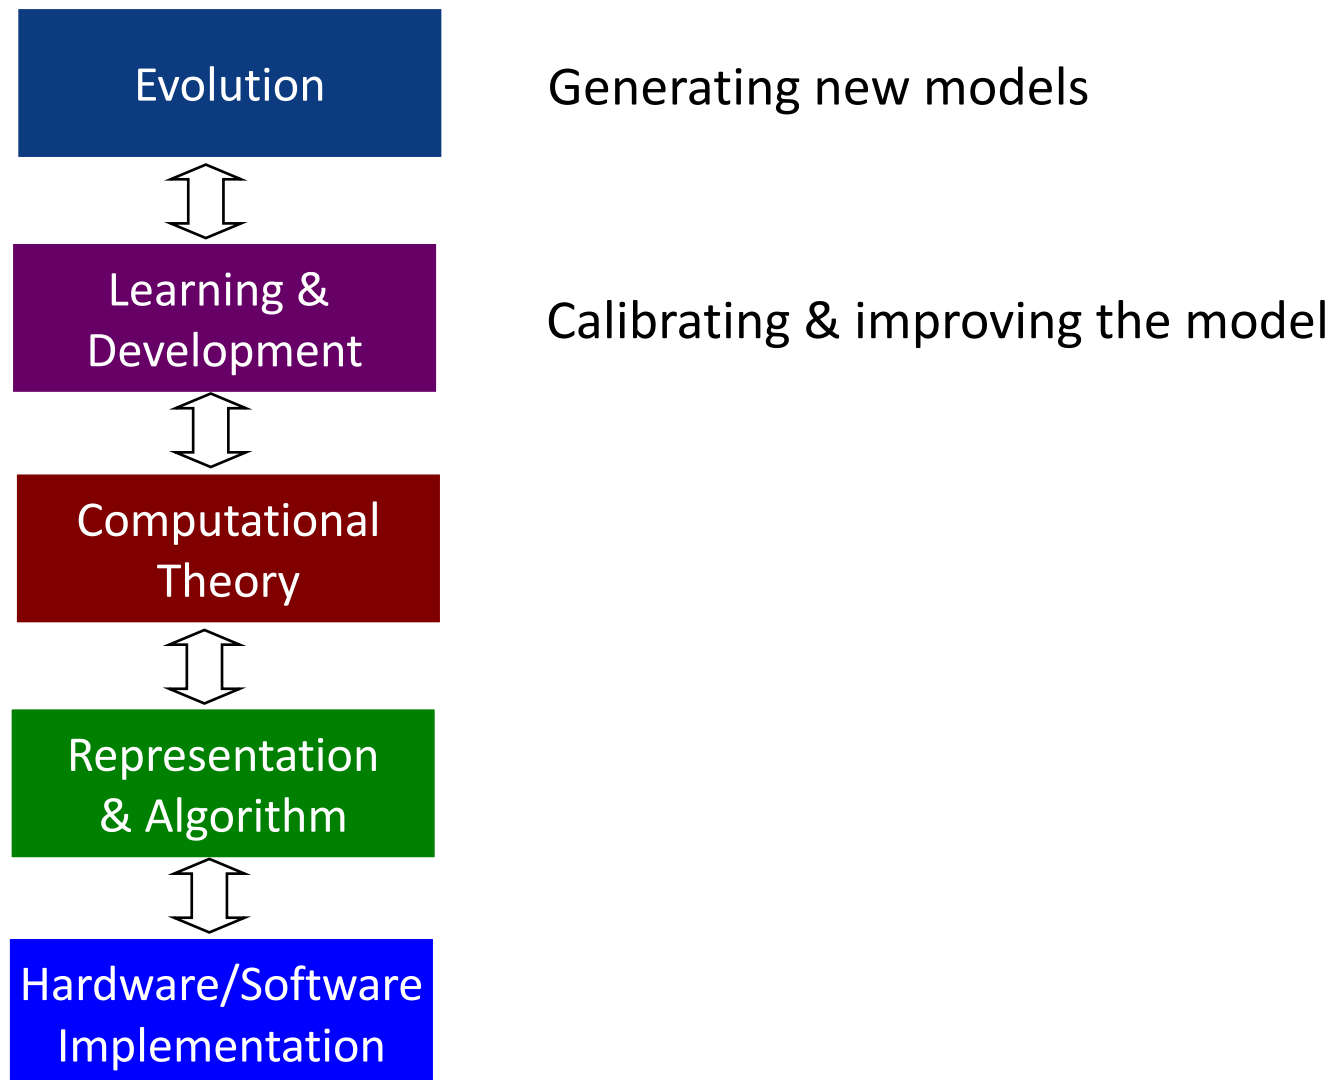 Evolution
Generating new models
Learning &
Development
Calibrating & improving the model
Computational
Theory
Representation
& Algorithm
Hardware/Software
Implementation